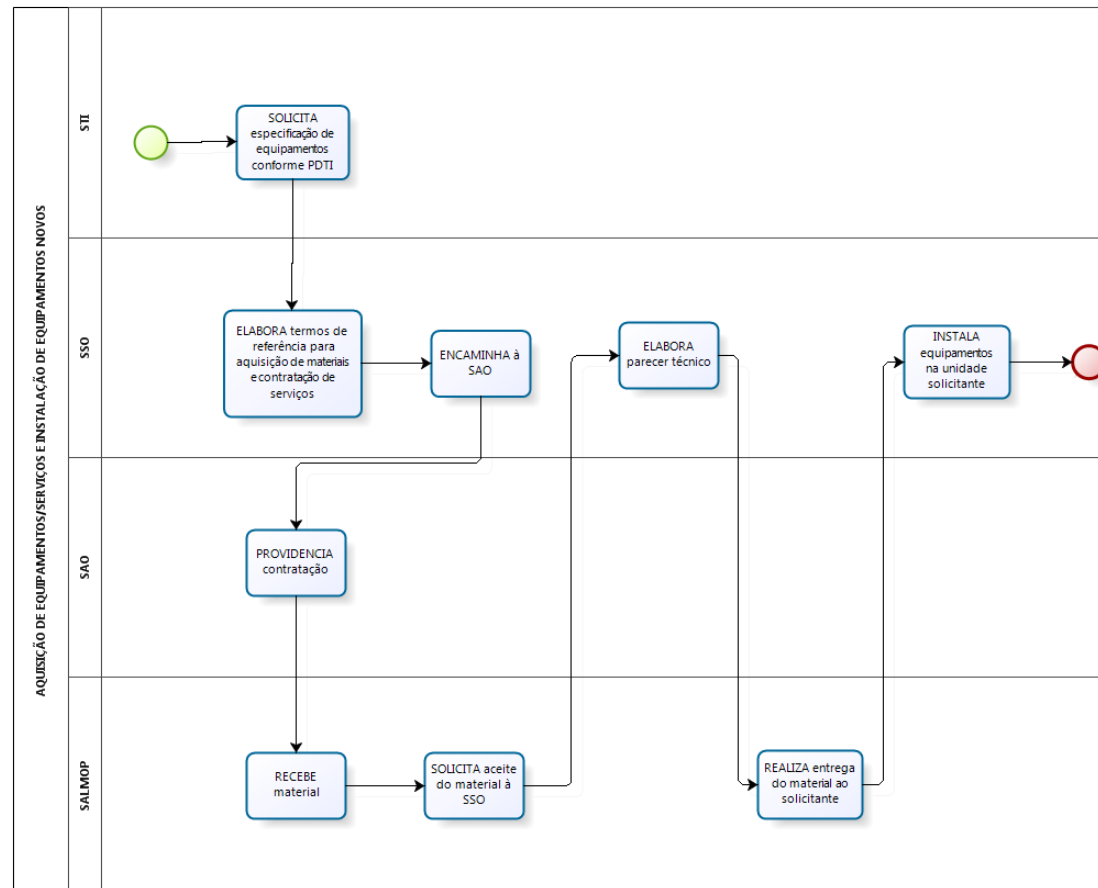 AQUISIÇÃO DE EQUIPAMENTOS/SERVIÇOS E INSTALAÇÃO DE EQUIPAMENTOS NOVOS
STI
SOLICITA
especificação de
equipamentos
conforme PDTI
SSO
ELABORA termos de
referência para
aquisição de materiais
e contratação de
serviços
ENCAMINHA à
SAO
ELABORA
parecer técnico
INSTALA
equipamentos
na unidade
solicitante
SAO
PROVIDENCIA
contratação
SALMOP
RECEBE
material
SOLICITA aceite
do material à
SSO
REALIZA entrega
do material ao
solicitante